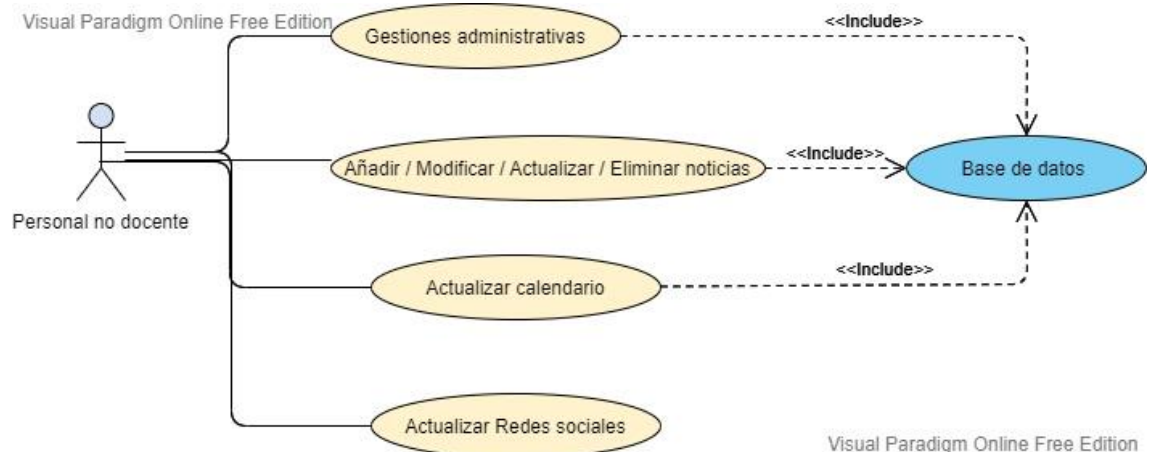 Visual Paradigm Online Free Edition
Gestiones administrativas
<<Include>>
Añadir / Modificar / Actualizar / Eliminar noticias
<<Include>>
Base de datos
Personal no docente
<<Include>>
Actualizar calendario
Actualizar Redes sociales
Visual Paradigm Online Free Edition